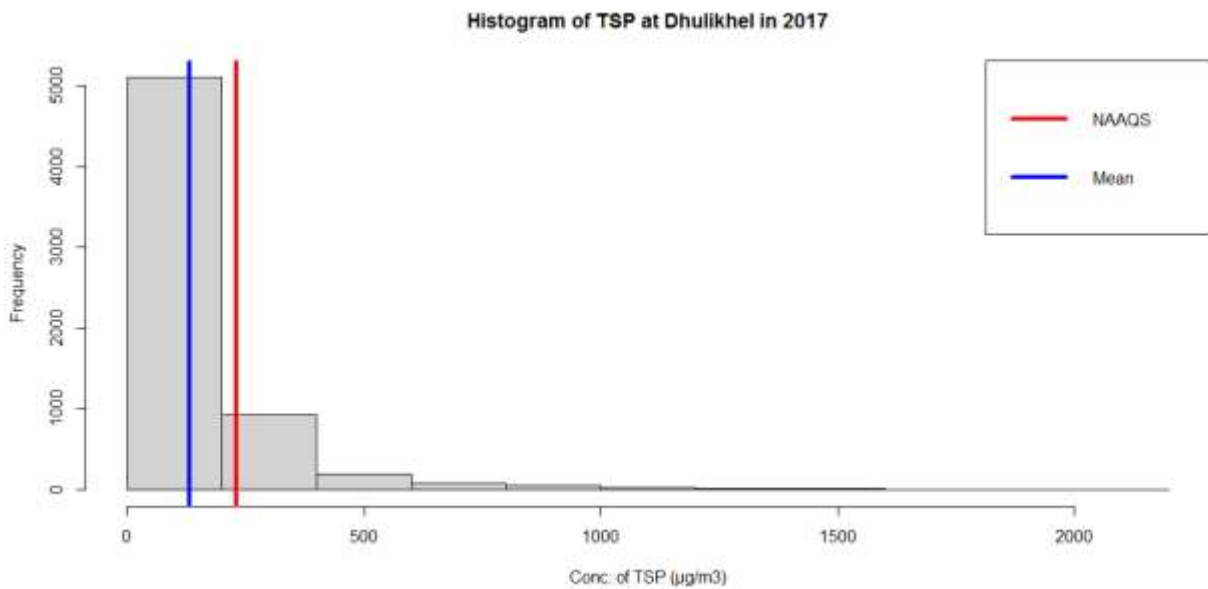 Histogram of TSP at Dhulikhel in 2017
5000
4000
3000
2000
1000
0
Frequency
NAAQS
Mean
0 500 1000 1500 2000
Conc. of TSP (µg/m3)